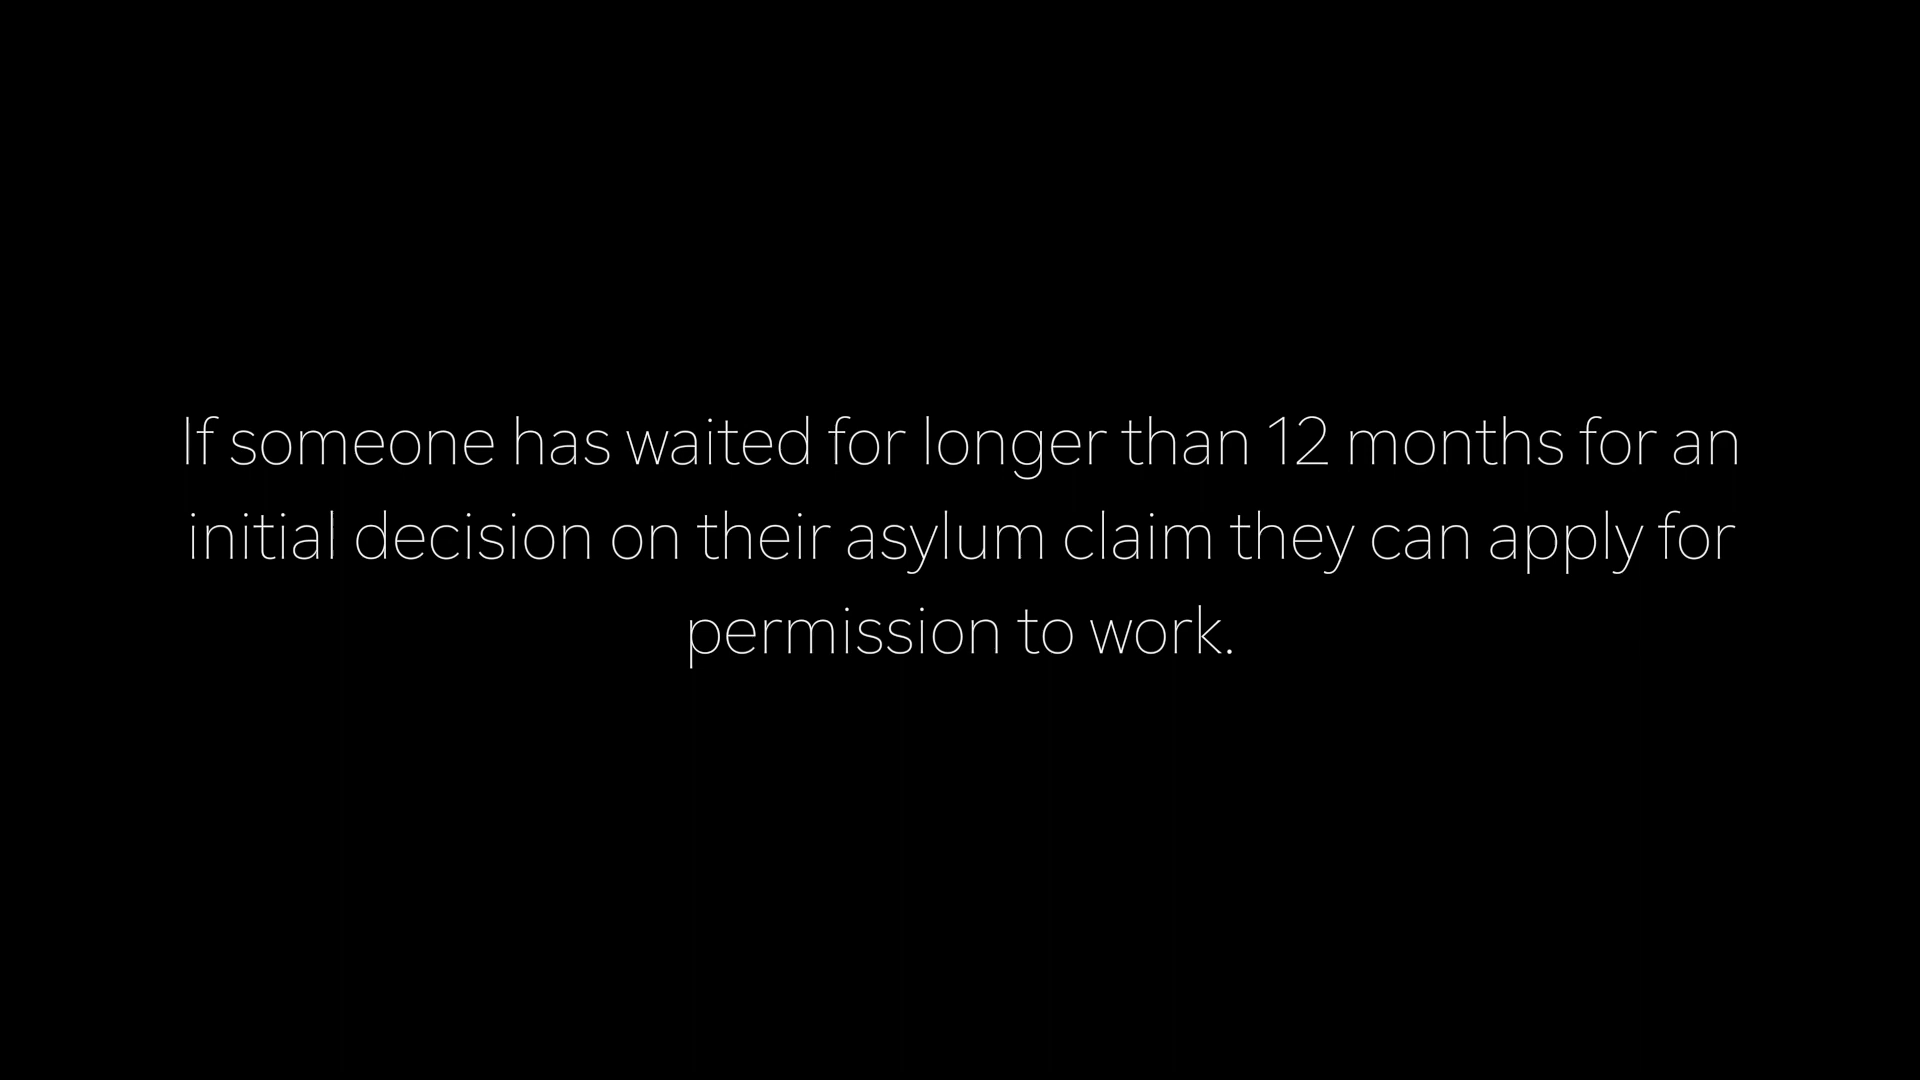 If someone has waited for longer than 12 months for an
initial decision on their asylum claim they can apply for
permission to work.